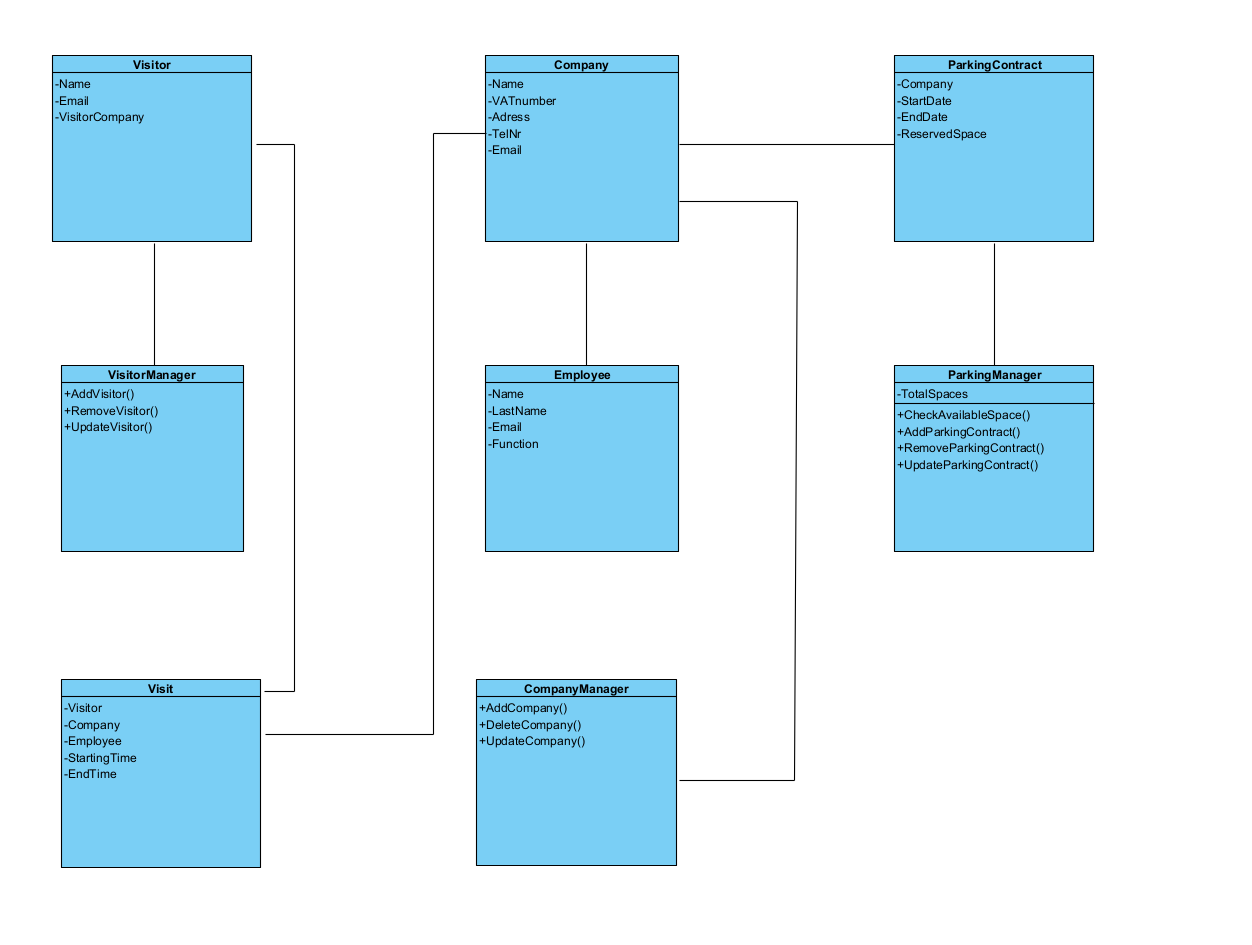 Visitor
-Name
-Email
-VisitorCompany
Company
-Name
-VATnumber
-Adress
-TelNr
-Email
ParkingContract
-Company
-StartDate
-EndDate
-ReservedSpace
VisitorManager
+AddVisitor()
+RemoveVisitor()
+UpdateVisitor()
Employee
-Name
-LastName
-Email
-Function
ParkingManager
-TotalSpaces
+CheckAvailableSpace()
+AddParkingContract()
+RemoveParkingContract()
+UpdateParkingContract()
Visit
-Visitor
-Company
-Employee
-StartingTime
-EndTime
CompanyManager
+AddCompany()
+DeleteCompany()
+UpdateCompany()